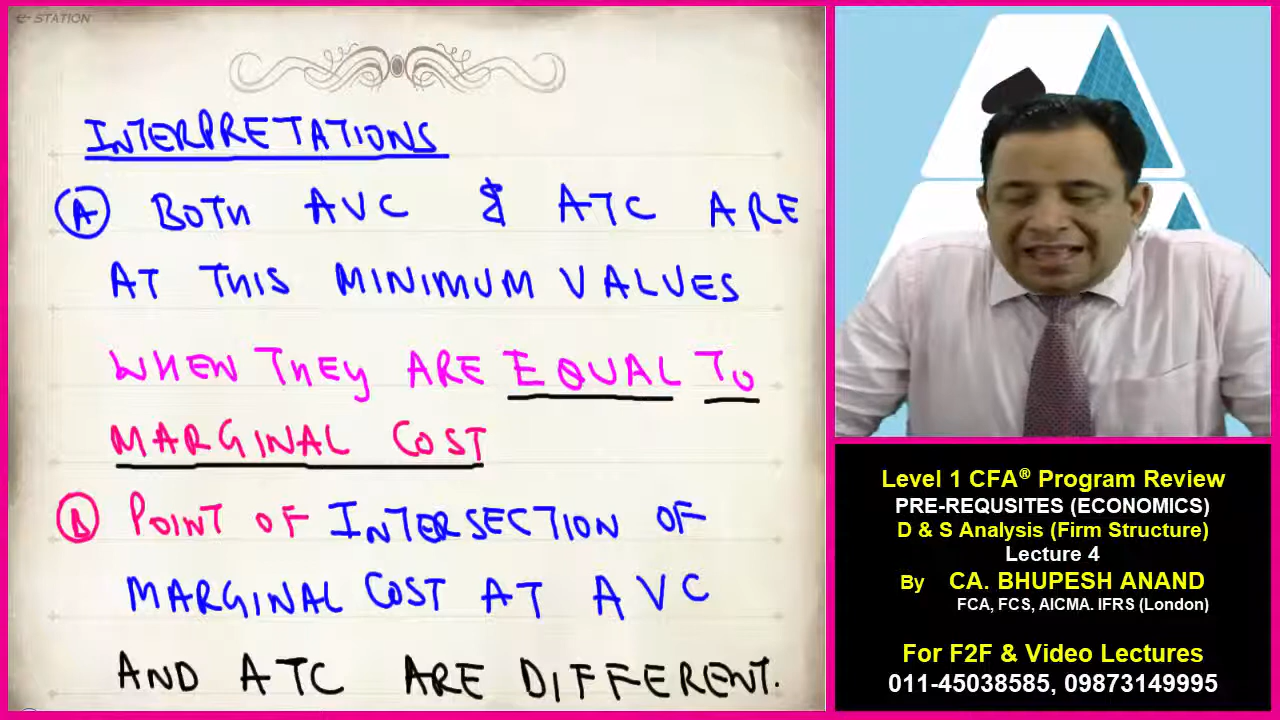 e-STATION
INTERPRETATIONS
(A) BOTH AVC & ATC ARE
AT THIS MINIMUM VALUES
WHEN THEY ARE EQUAL TO
MARGINAL COST
(B) POINT OF INTERSECTION OF
MARGINAL COST AT AVC
AND ATC ARE DIFFERENT.
Level 1 CFA® Program Review
PRE-REQUSITES (ECONOMICS)
D & S Analysis (Firm Structure)
Lecture 4
By CA. BHUPESH ANAND
FCA, FCS, AICMA. IFRS (London)
For F2F & Video Lectures
011-45038585, 09873149995